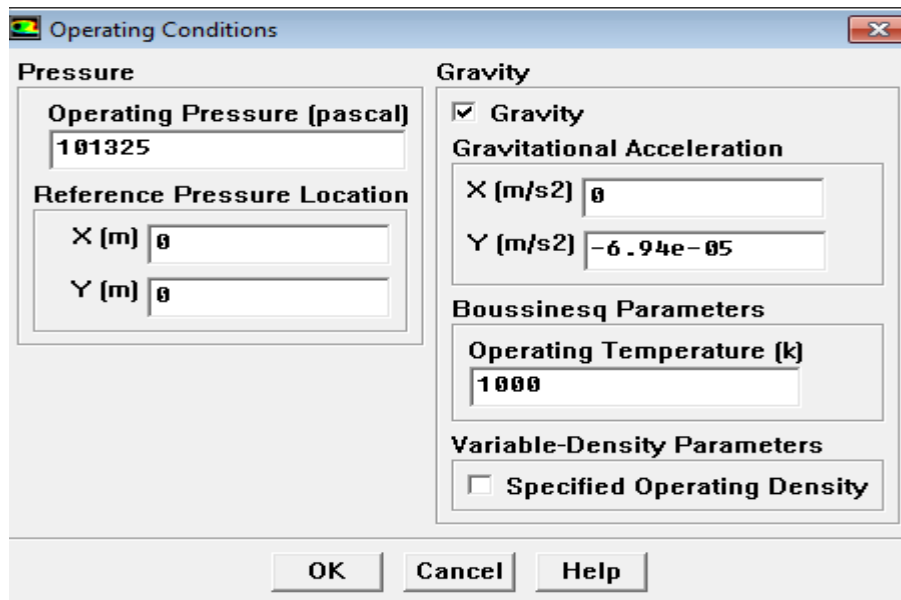 Operating Conditions
Pressure
Operating Pressure (pascal)
101325
Reference Pressure Location
X (m) 0
Y (m) 0
Gravity
Gravity
Gravitational Acceleration
X (m/s2) 0
Y (m/s2) -6.94e-05
Boussinesq Parameters
Operating Temperature (k)
1000
Variable-Density Parameters
Specified Operating Density
OK Cancel Help